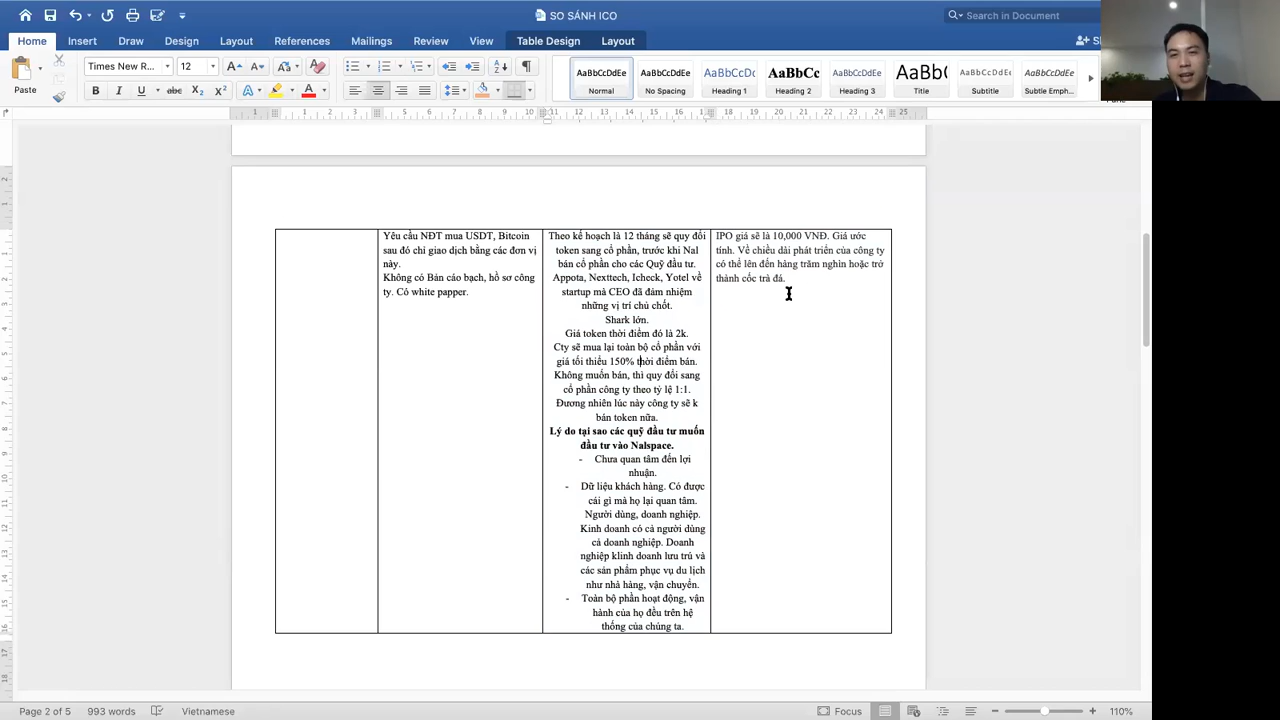 SO SÁNH ICO
Search in Document
Home
Insert
Draw
Design
Layout
References
Mailings
Review
View
Table Design
Layout
Sh
Paste
Times New R...
12
AaBbCcDdEe
Normal
AaBbCcDdEe
No Spacing
AaBbCcDc
Heading 1
AaBbCc
Heading 2
AaBbCcDdEe
Heading 3
AaBbC
Title
AaBbCcDdEe
Subtitle
AaBbCcDdEe
Subtle Emph...
Yêu cầu NĐT mua USDT, Bitcoin
sau đó chỉ giao dịch bằng các đơn vị
này.
Không có Bản cáo bạch, hồ sơ công
ty. Có white papper.
Theo kế hoạch là 12 tháng sẽ quy đổi
token sang cổ phần, trước khi Nal
bán cổ phần cho các Quỹ đầu tư.
Appota, Nexttech, Icheck, Yotel về
startup mà CEO đã đảm nhiệm
những vị trí chủ chốt.
Shark lớn.
Giá token thời điểm đó là 2k.
Cty sẽ mua lại toàn bộ cổ phần với
giá tối thiểu 150% thời điểm bán.
Không muốn bán, thì quy đổi sang
cổ phần công ty theo tỷ lệ 1:1.
Đương nhiên lúc này công ty sẽ k
bán token nữa.
Lý do tại sao các quỹ đầu tư muốn
đầu tư vào Nalspace.
- Chưa quan tâm đến lợi
nhuận.
- Dữ liệu khách hàng. Có được
cái gì mà họ lại quan tâm.
Người dùng, doanh nghiệp.
Kinh doanh có cả người dùng
cả doanh nghiệp. Doanh
nghiệp klinh doanh lưu trú và
các sản phẩm phục vụ du lịch
như nhà hàng, vận chuyển.
- Toàn bộ phần hoạt động, vận
hành của họ đều trên hệ
thống của chúng ta.
IPO giá sẽ là 10,000 VNĐ. Giá ước
tính. Về chiều dài phát triển của công ty
có thể lên đến hàng trăm nghìn hoặc trở
thành cốc trà đá.
Page 2 of 5
993 words
Vietnamese
Focus
110%